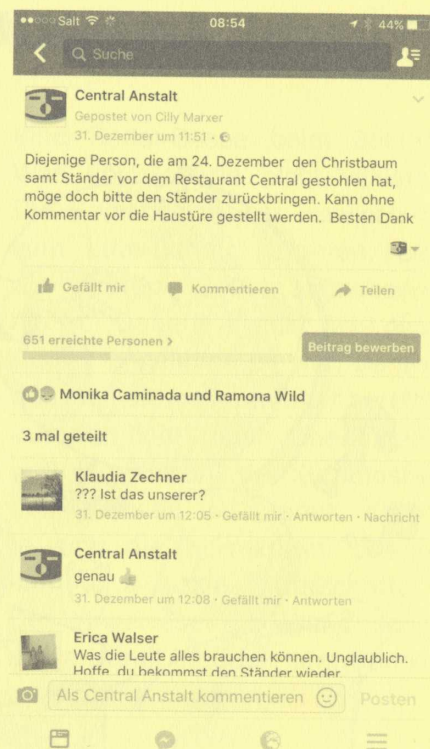 Salt 08:54 44%
Suche
Central Anstalt
Gepostet von Cilly Marxer
31. Dezember um 11:51 ·
Diejenige Person, die am 24. Dezember den Christbaum
samt Ständer vor dem Restaurant Central gestohlen hat,
möge doch bitte den Ständer zurückbringen. Kann ohne
Kommentar vor die Haustüre gestellt werden. Besten Dank
Gefällt mir Kommentieren Teilen
651 erreichte Personen >
Beitrag bewerben
Monika Caminada und Ramona Wild
3 mal geteilt
Klaudia Zechner
??? Ist das unserer?
31. Dezember um 12:05 · Gefällt mir · Antworten · Nachricht
Central Anstalt
genau 👍
31. Dezember um 12:08 · Gefällt mir · Antworten
Erica Walser
Was die Leute alles brauchen können. Unglaublich.
Hoffe, du bekommst den Ständer wieder
Als Central Anstalt kommentieren Posten